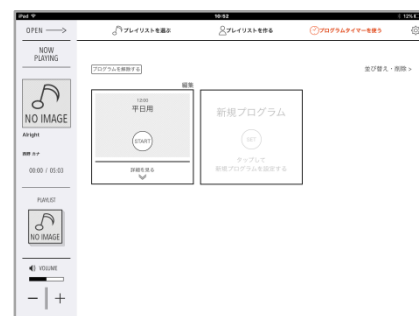 iPad
10:52
12%
OPEN
プレイリストを選ぶ
プレイリストを作る
プログラムタイマーを使う
NOW
PLAYING
NO IMAGE
Alright
西野 カナ
00:00 / 05:03
PLAYLIST
NO IMAGE
VOLUME
プログラムを解除する
並び替え・削除 >
編集
平日用
START
詳細を見る
新規プログラム
SET
タップして
新規プログラムを設定する